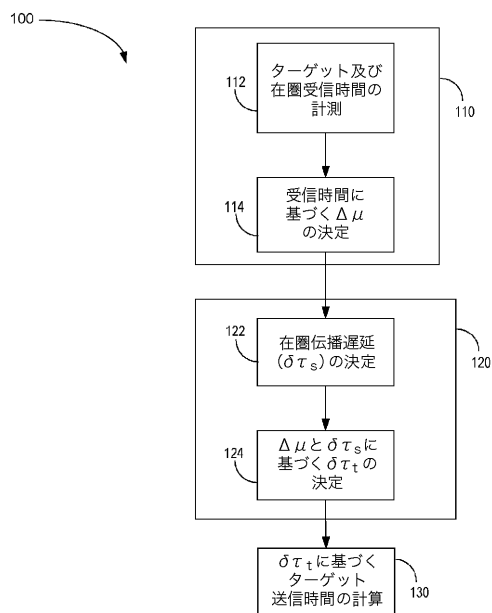 100
112
ターゲット及び
在圏受信時間の
計測
110
114
受信時間に
基づくΔμ
の決定
122
在圏伝播遅延
(δτs)の決定
120
124
Δμとδτsに
基づくδτtの
決定
δτtに基づく
ターゲット
送信時間の計算
130